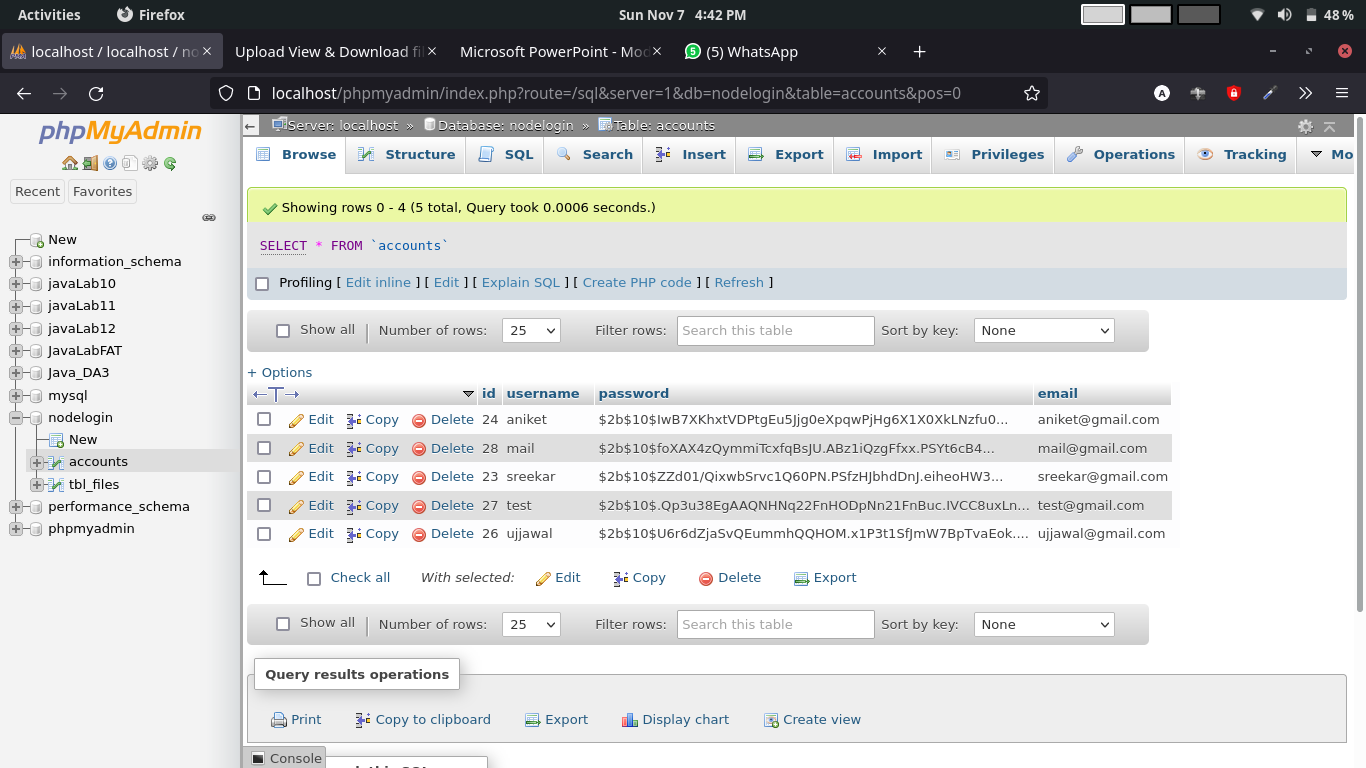 Activities Firefox Sun Nov 7 4:42 PM 48 %
localhost / localhost / no Upload View & Download fil Microsoft PowerPoint - Mo (5) WhatsApp
localhost/phpmyadmin/index.php?route=/sql&server=1&db=nodelogin&table=accounts&pos=0
phpMyAdmin
Recent Favorites
New
information_schema
javaLab10
javaLab11
javaLab12
JavaLabFAT
Java_DA3
mysql
nodelogin
New
accounts
tbl_files
performance_schema
phpmyadmin
Server: localhost » Database: nodelogin » Table: accounts
Browse Structure SQL Search Insert Export Import Privileges Operations Tracking Mo
Showing rows 0 - 4 (5 total, Query took 0.0006 seconds.)
SELECT * FROM `accounts`
Profiling [ Edit inline ] [ Edit ] [ Explain SQL ] [ Create PHP code ] [ Refresh ]
Show all Number of rows: 25 Filter rows: Search this table Sort by key: None
+ Options
id username password email
Edit Copy Delete 24 aniket $2b$10$IwB7XKhxtVDPtgEu5Jjg0eXpqwPjHg6X1X0XkLNzfu0... aniket@gmail.com
Edit Copy Delete 28 mail $2b$10$foXAX4zQymmiTcxfqBsJU.ABz1iQzgFfxx.PSYt6cB4... mail@gmail.com
Edit Copy Delete 23 sreekar $2b$10$ZZd01/QixwbSrvc1Q60PN.PSfzHJbhdDnJ.eiheoHW3... sreekar@gmail.com
Edit Copy Delete 27 test $2b$10$.Qp3u38EgAAQNHNq22FnHODpNn21FnBuc.IVCC8uxLn... test@gmail.com
Edit Copy Delete 26 ujjawal $2b$10$U6r6dZjaSvQEummhQQHOM.x1P3t1SfJmW7BpTvaEok.... ujjawal@gmail.com
Check all With selected: Edit Copy Delete Export
Show all Number of rows: 25 Filter rows: Search this table Sort by key: None
Query results operations
Print Copy to clipboard Export Display chart Create view
Console